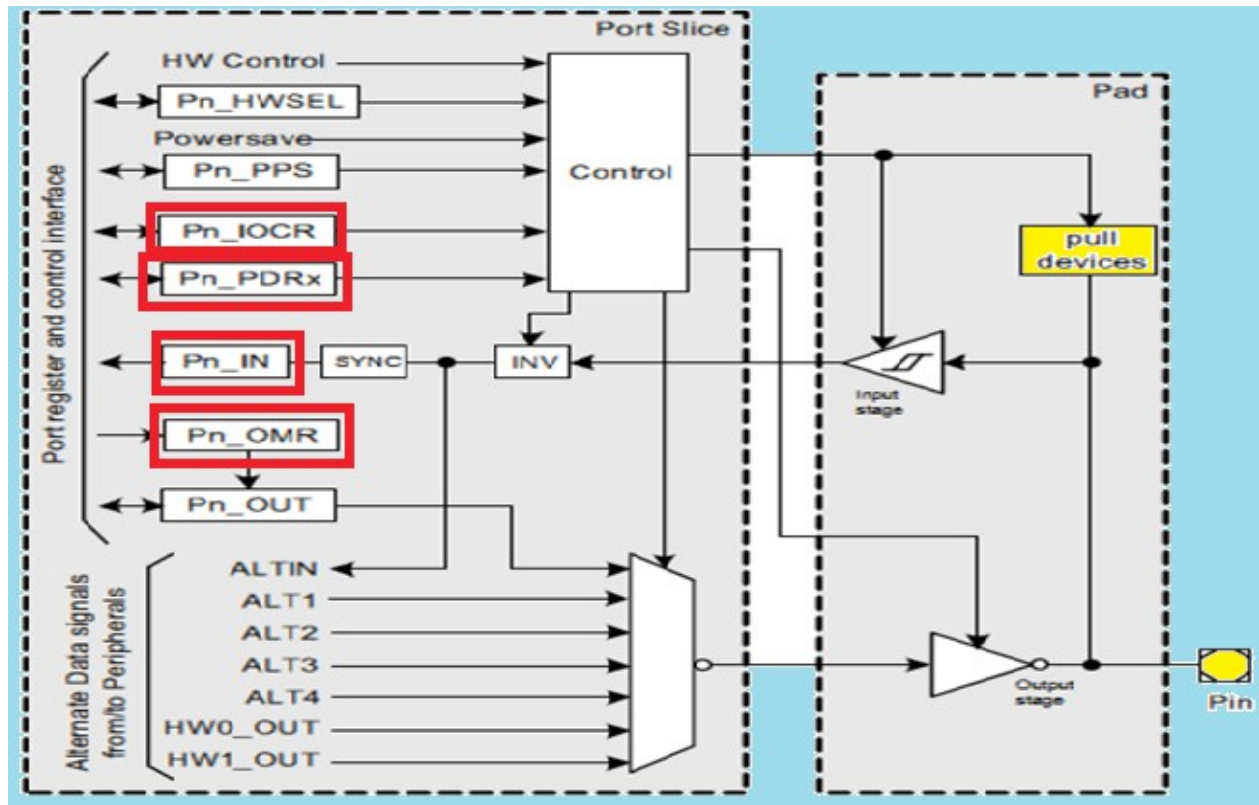 Port Slice
HW Control
Pn_HWSEL
Powersave
Pn_PPS
Pn_IOCR
Pn_PDRx
Pn_IN
SYNC
INV
Pn_OMR
Pn_OUT
Control
Port register and control interface
ALTIN
ALT1
ALT2
ALT3
ALT4
HW0_OUT
HW1_OUT
Alternate Data signals
from/to Peripherals
Pad
pull
devices
Input
stage
Output
stage
Pin